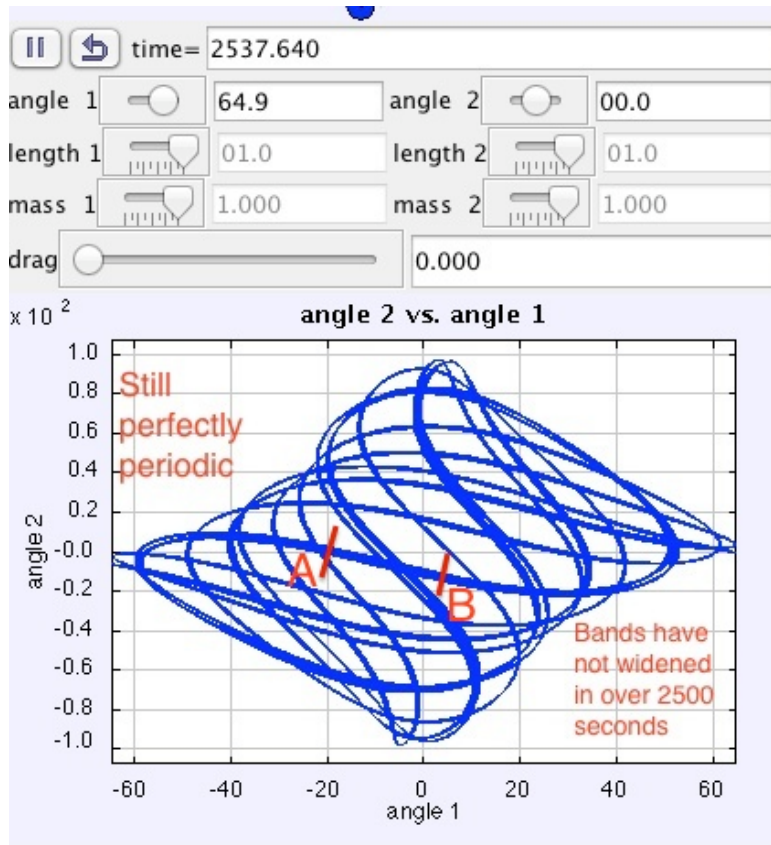 time= 2537.640
angle 1 64.9 angle 2 00.0
length 1 01.0 length 2 01.0
mass 1 1.000 mass 2 1.000
drag 0.000
x 10 2
angle 2 vs. angle 1
1.0
0.8
0.6
0.4
0.2
-0.0
-0.2
-0.4
-0.6
-0.8
-1.0
angle 2
Still
perfectly
periodic
A
B
Bands have
not widened
in over 2500
seconds
-60 -40 -20 0 20 40 60
angle 1